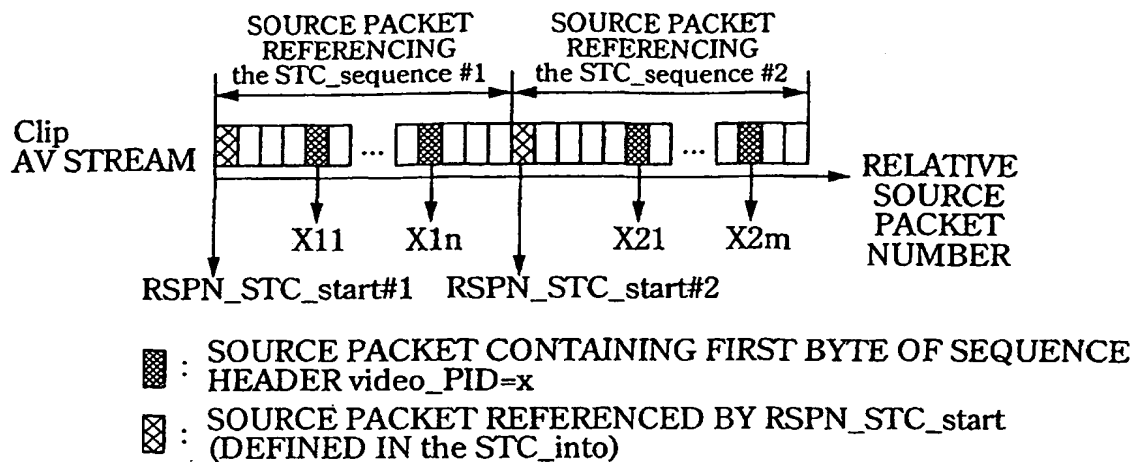 SOURCE PACKET
REFERENCING
the STC_sequence #1
SOURCE PACKET
REFERENCING
the STC_sequence #2
Clip
AV STREAM
...
...
RELATIVE
SOURCE
PACKET
NUMBER
X11
X1n
X21
X2m
RSPN_STC_start#1
RSPN_STC_start#2
: SOURCE PACKET CONTAINING FIRST BYTE OF SEQUENCE
HEADER video_PID=x
: SOURCE PACKET REFERENCED BY RSPN_STC_start
(DEFINED IN the STC_into)